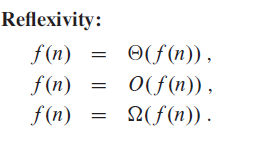 Reflexivity:
f(n) = Θ(f(n)) ,
f(n) = O(f(n)) ,
f(n) = Ω(f(n)) .